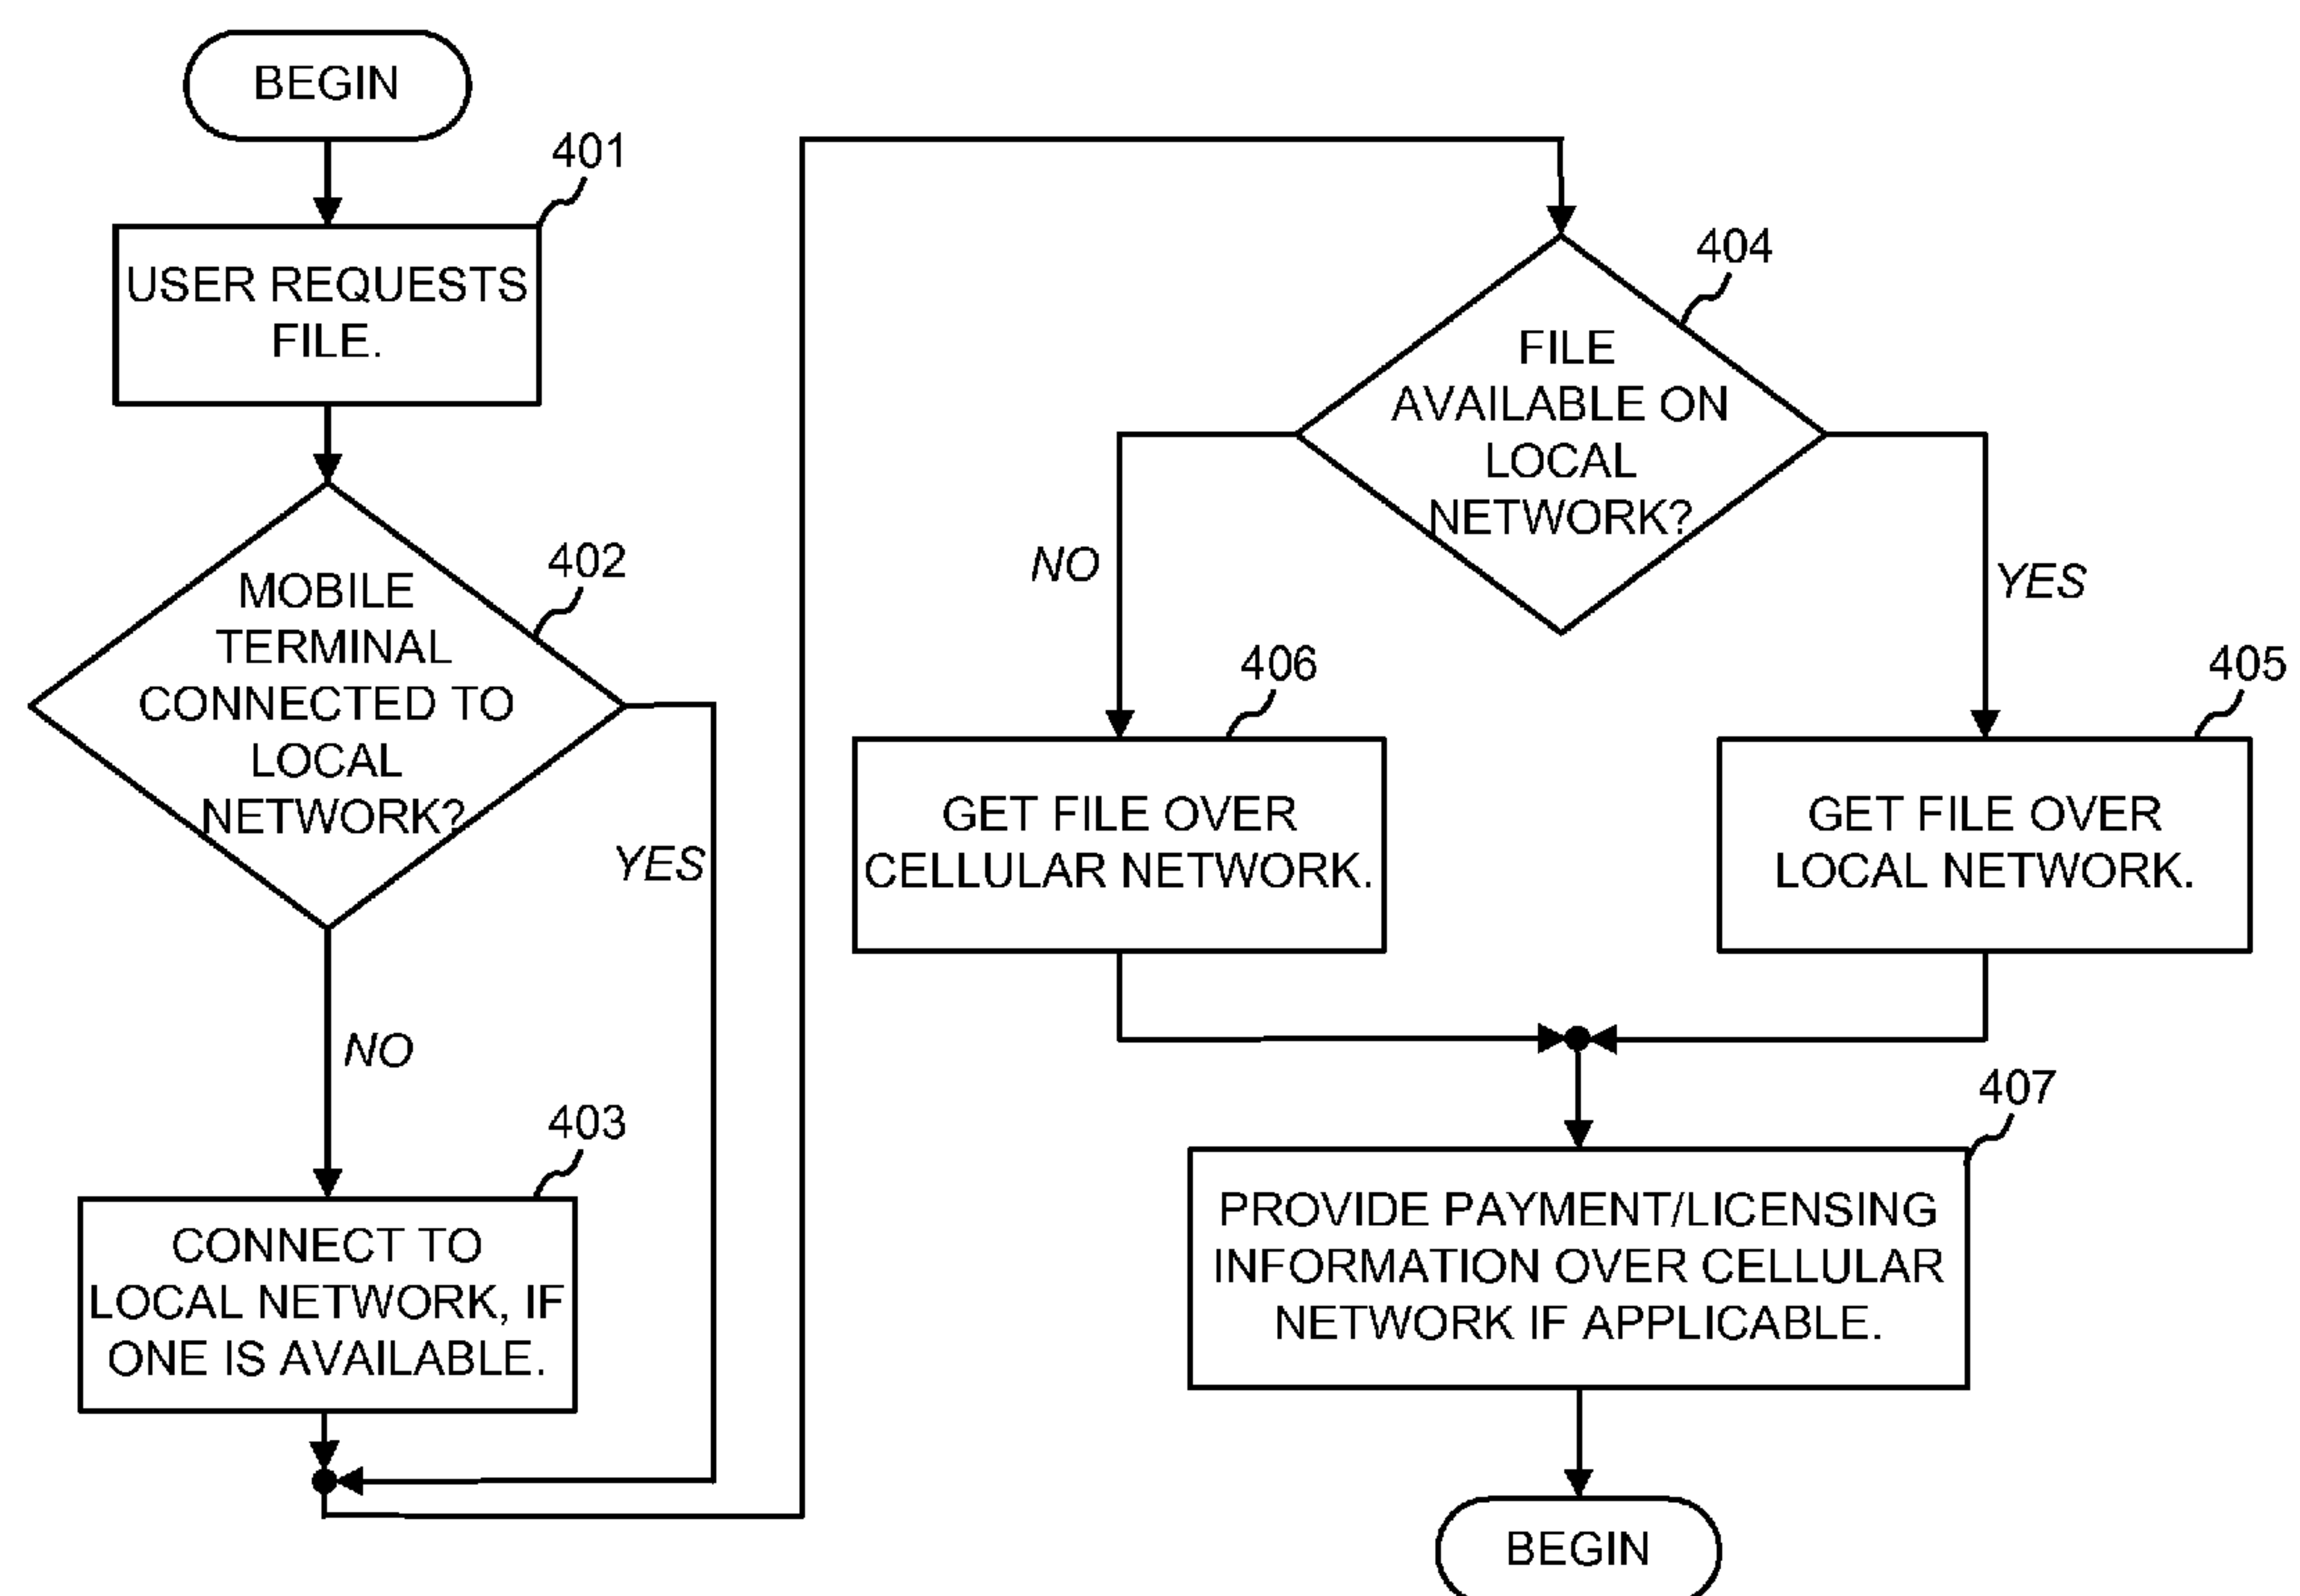 BEGIN
401
USER REQUESTS
FILE.
402
MOBILE
TERMINAL
CONNECTED TO
LOCAL
NETWORK?
YES
NO
403
CONNECT TO
LOCAL NETWORK, IF
ONE IS AVAILABLE.
404
FILE
AVAILABLE ON
LOCAL
NETWORK?
NO
YES
406
GET FILE OVER
CELLULAR NETWORK.
405
GET FILE OVER
LOCAL NETWORK.
407
PROVIDE PAYMENT/LICENSING
INFORMATION OVER CELLULAR
NETWORK IF APPLICABLE.
BEGIN